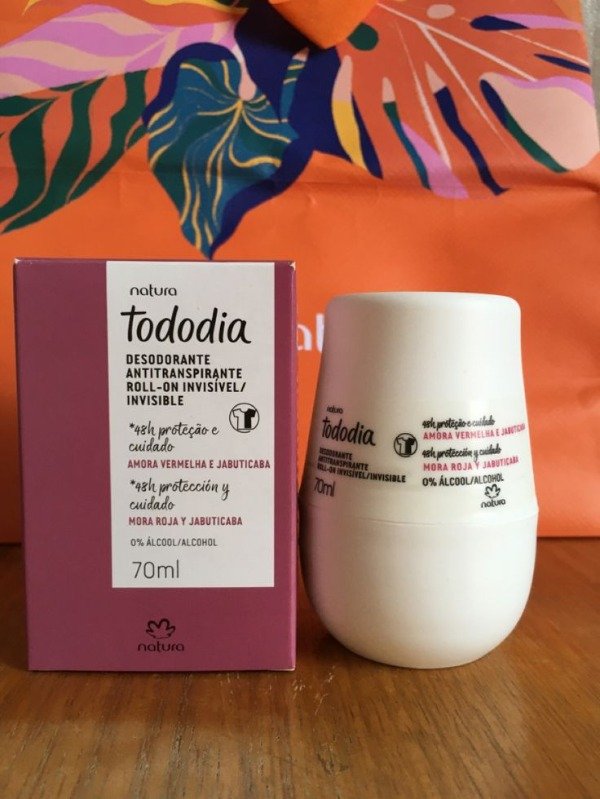 natura
tododia
DESODORANTE
ANTITRANSPIRANTE
ROLL-ON INVISÍVEL/
INVISIBLE
*48h proteção e
cuidado
AMORA VERMELHA E JABUTICABA
*48h protección y
cuidado
MORA ROJA Y JABUTICABA
0% ÁLCOOL/ALCOHOL
70ml
natura
natura
tododia
DESODORANTE
ANTITRANSPIRANTE
ROLL-ON INVISÍVEL/INVISIBLE
70ml
48h proteção e cuidado
AMORA VERMELHA E JABUTICABA
48h protección y cuidado
MORA ROJA Y JABUTICABA
0% ÁLCOOL/ALCOHOL
natura